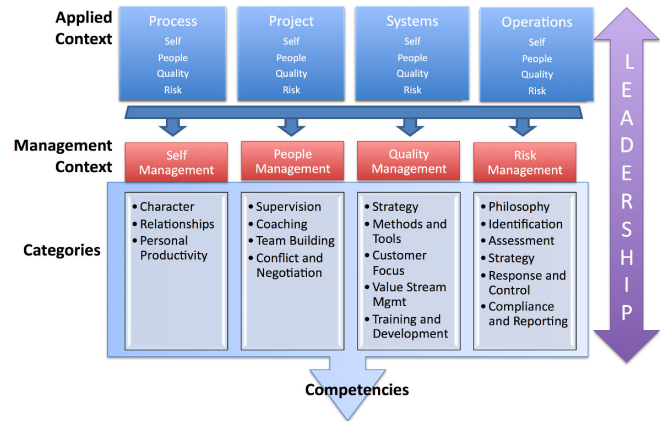 Applied
Context
Process
Self
People
Quality
Risk
Project
Self
People
Quality
Risk
Systems
Self
People
Quality
Risk
Operations
Self
People
Quality
Risk
Management
Context
Self
Management
People
Management
Quality
Management
Risk
Management
Categories
• Character
• Relationships
• Personal
Productivity
• Supervision
• Coaching
• Team Building
• Conflict and
Negotiation
• Strategy
• Methods and
Tools
• Customer
Focus
• Value Stream
Mgmt
• Training and
Development
• Philosophy
• Identification
• Assessment
• Strategy
• Response and
Control
• Compliance
and Reporting
Competencies
LEADERSHIP